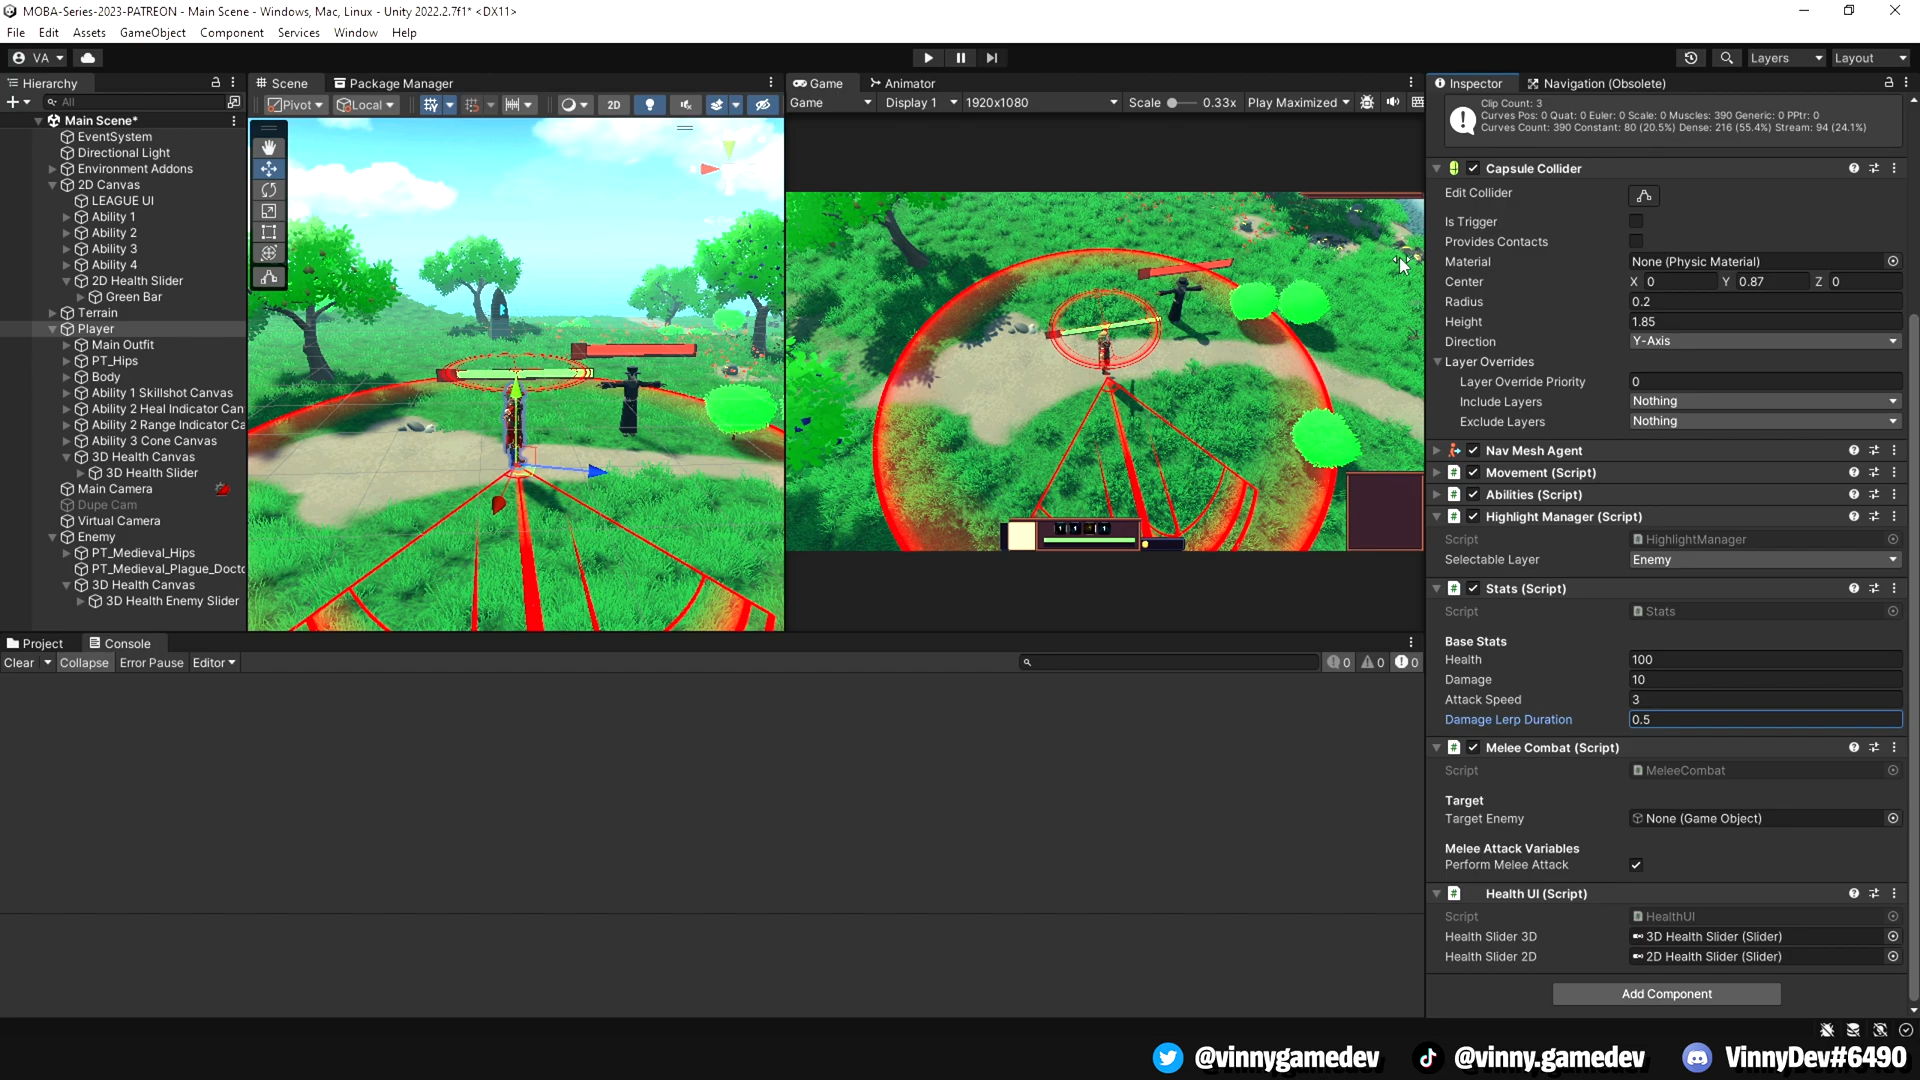 MOBA-Series-2023-PATREON - Main Scene - Windows, Mac, Linux - Unity 2022.2.7f1* <DX11>
File Edit Assets GameObject Component Services Window Help
VA Layers Layout
Hierarchy
All
Main Scene*
EventSystem
Directional Light
Environment Addons
2D Canvas
LEAGUE UI
Ability 1
Ability 2
Ability 3
Ability 4
2D Health Slider
Green Bar
Terrain
Player
Main Outfit
PT_Hips
Body
Ability 1 Skillshot Canvas
Ability 2 Heal Indicator Can
Ability 2 Range Indicator Ca
Ability 3 Cone Canvas
3D Health Canvas
3D Health Slider
Main Camera
Dupe Cam
Virtual Camera
Enemy
PT_Medieval_Hips
PT_Medieval_Plague_Docto
3D Health Canvas
3D Health Enemy Slider
Scene Package Manager
Pivot Local 2D
Game Animator
Game Display 1 1920x1080 Scale 0.33x Play Maximized
Project Console
Clear Collapse Error Pause Editor 0 0 0
Inspector Navigation (Obsolete)
Clip Count: 3
Curves Pos: 0 Quat: 0 Euler: 0 Scale: 0 Muscles: 390 Generic: 0 PPtr: 0
Curves Count: 390 Constant: 80 (20.5%) Dense: 216 (55.4%) Stream: 94 (24.1%)
Capsule Collider
Edit Collider
Is Trigger
Provides Contacts
Material None (Physic Material)
Center X 0 Y 0.87 Z 0
Radius 0.2
Height 1.85
Direction Y-Axis
Layer Overrides
Layer Override Priority 0
Include Layers Nothing
Exclude Layers Nothing
Nav Mesh Agent
Movement (Script)
Abilities (Script)
Highlight Manager (Script)
Script HighlightManager
Selectable Layer Enemy
Stats (Script)
Script Stats
Base Stats
Health 100
Damage 10
Attack Speed 3
Damage Lerp Duration 0.5
Melee Combat (Script)
Script MeleeCombat
Target
Target Enemy None (Game Object)
Melee Attack Variables
Perform Melee Attack
Health UI (Script)
Script HealthUI
Health Slider 3D 3D Health Slider (Slider)
Health Slider 2D 2D Health Slider (Slider)
Add Component
@vinnygamedev @vinny.gamedev VinnyDev#6490